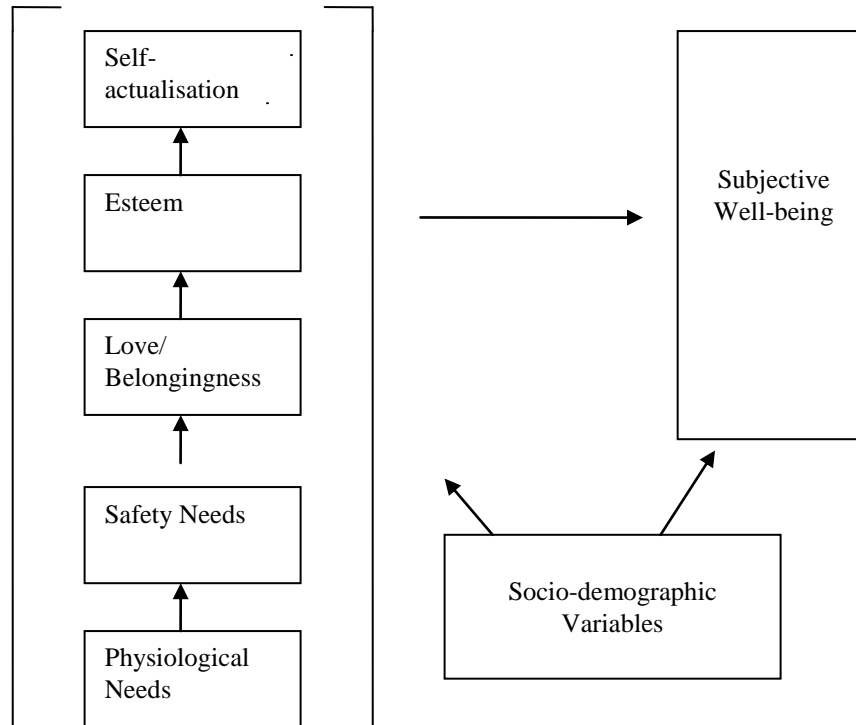 Self-
actualisation
Esteem
Love/
Belongingness
Safety Needs
Physiological
Needs
Subjective
Well-being
Socio-demographic
Variables